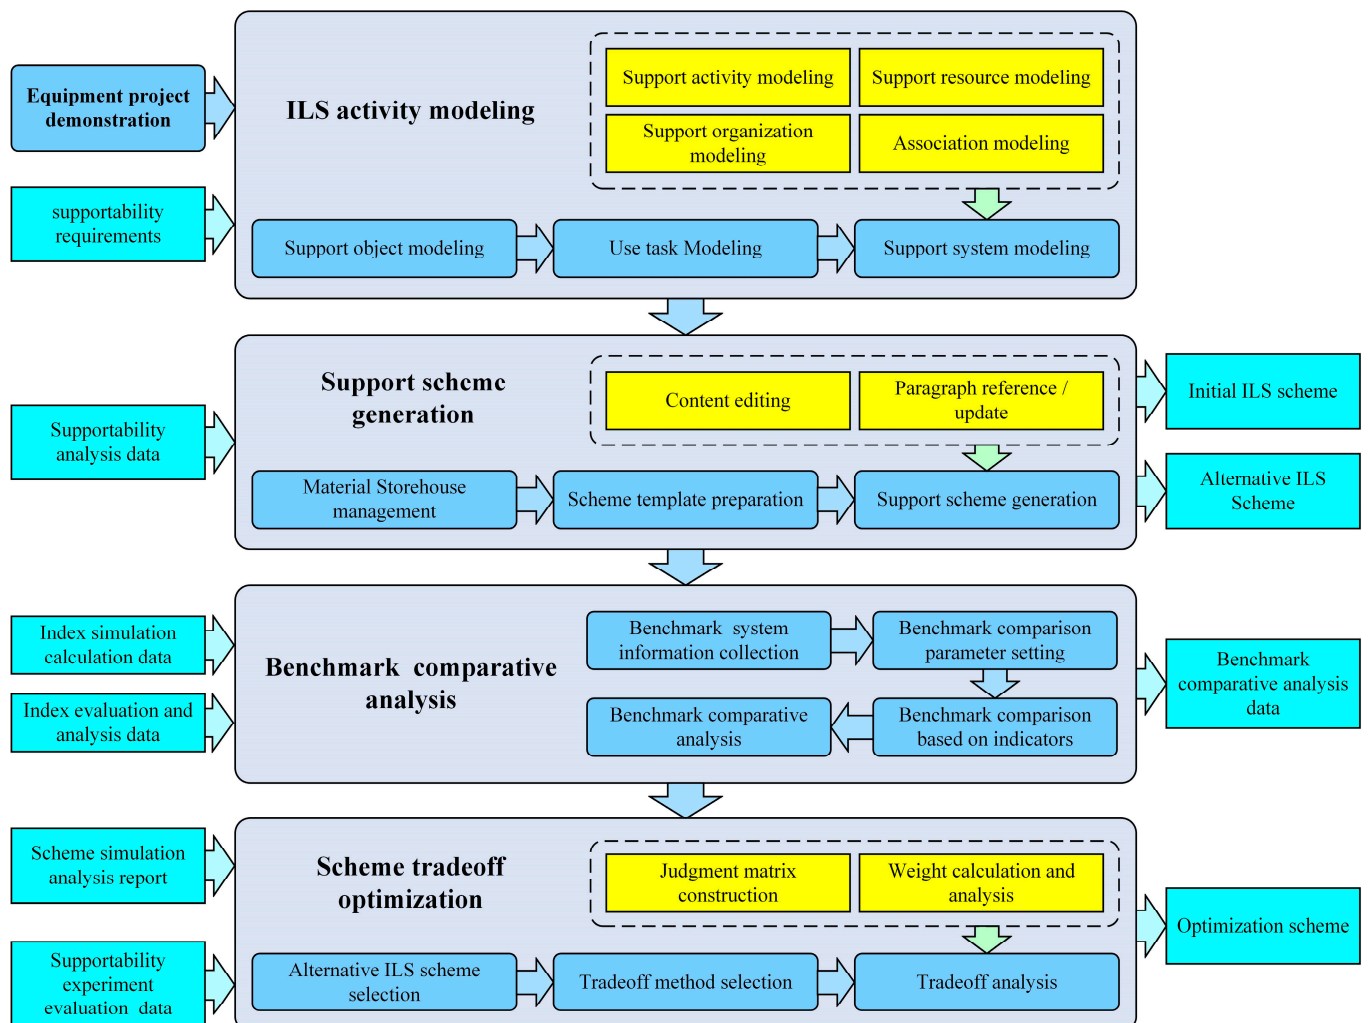 Equipment project
demonstration
supportability
requirements
ILS activity modeling
Support activity modeling
Support resource modeling
Support organization
modeling
Association modeling
Support object modeling
Use task Modeling
Support system modeling
Supportability
analysis data
Support scheme
generation
Content editing
Paragraph reference /
update
Material Storehouse
management
Scheme template preparation
Support scheme generation
Initial ILS scheme
Alternative ILS
Scheme
Index simulation
calculation data
Index evaluation and
analysis data
Benchmark comparative
analysis
Benchmark system
information collection
Benchmark comparison
parameter setting
Benchmark comparative
analysis
Benchmark comparison
based on indicators
Benchmark
comparative analysis
data
Scheme simulation
analysis report
Supportability
experiment
evaluation data
Scheme tradeoff
optimization
Judgment matrix
construction
Weight calculation and
analysis
Alternative ILS scheme
selection
Tradeoff method selection
Tradeoff analysis
Optimization scheme